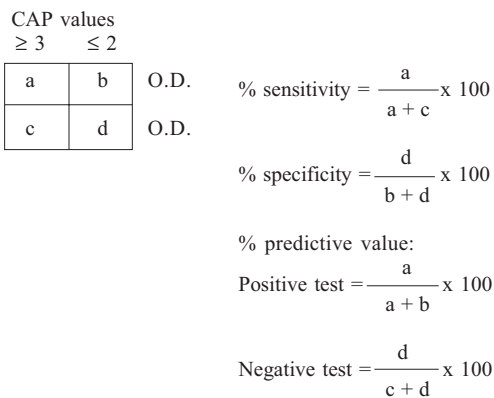 CAP values
≥ 3 ≤ 2
a b O.D.
c d O.D.
% sensitivity = a / a + c x 100
% specificity = d / b + d x 100
% predictive value:
Positive test = a / a + b x 100
Negative test = d / c + d x 100